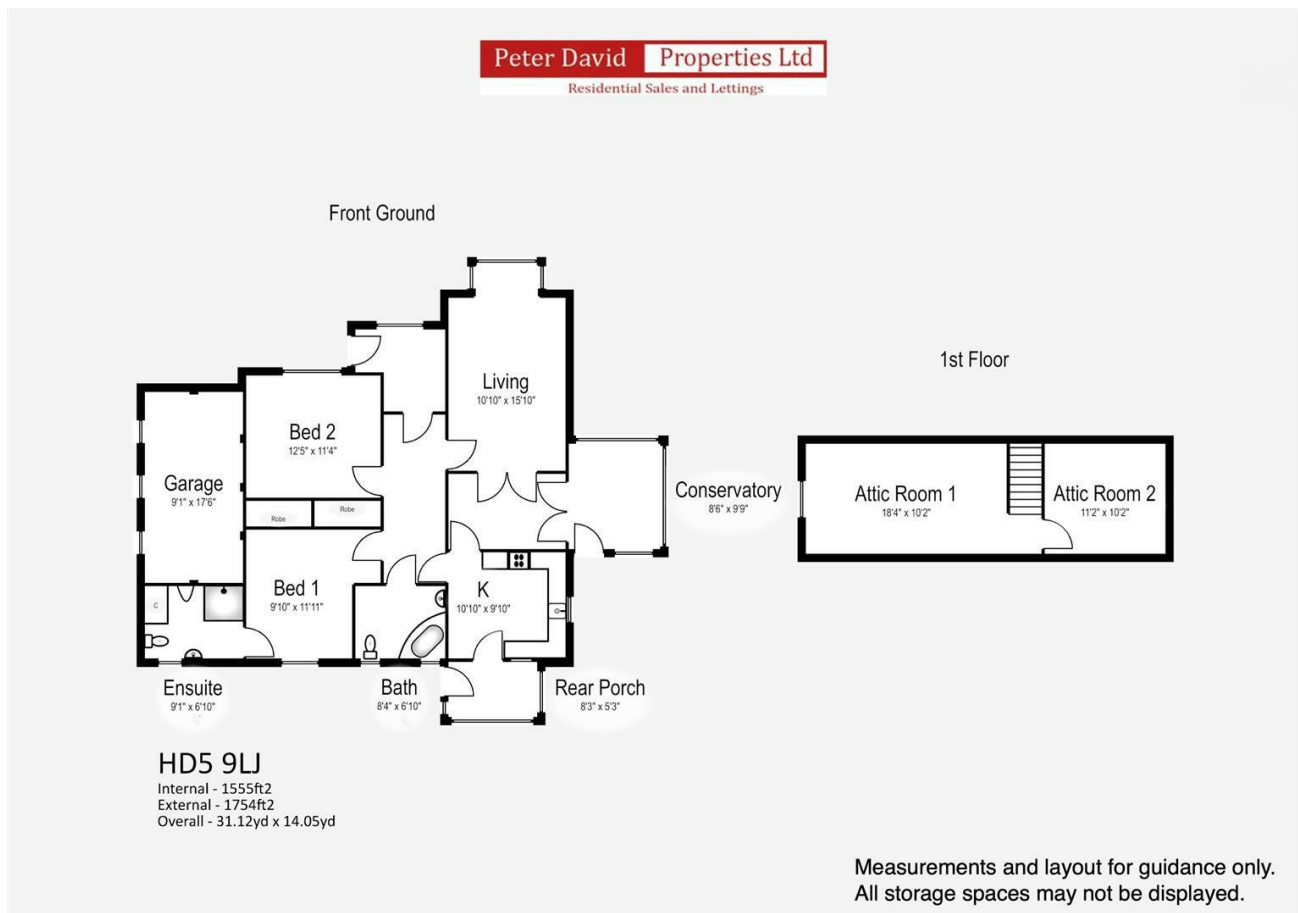 Peter David Properties Ltd
Residential Sales and Lettings
Front Ground
1st Floor
Living
10'10" x 15'10"
Bed 2
12'5" x 11'4"
Garage
9'1" x 17'6"
Robe
Robe
Conservatory
8'6" x 9'9"
Attic Room 1
18'4" x 10'2"
Attic Room 2
11'2" x 10'2"
Bed 1
9'10" x 11'11"
K
10'10" x 9'10"
C
Ensuite
9'1" x 6'10"
Bath
8'4" x 6'10"
Rear Porch
8'3" x 5'3"
HD5 9LJ
Internal - 1555ft2
External - 1754ft2
Overall - 31.12yd x 14.05yd
Measurements and layout for guidance only.
All storage spaces may not be displayed.